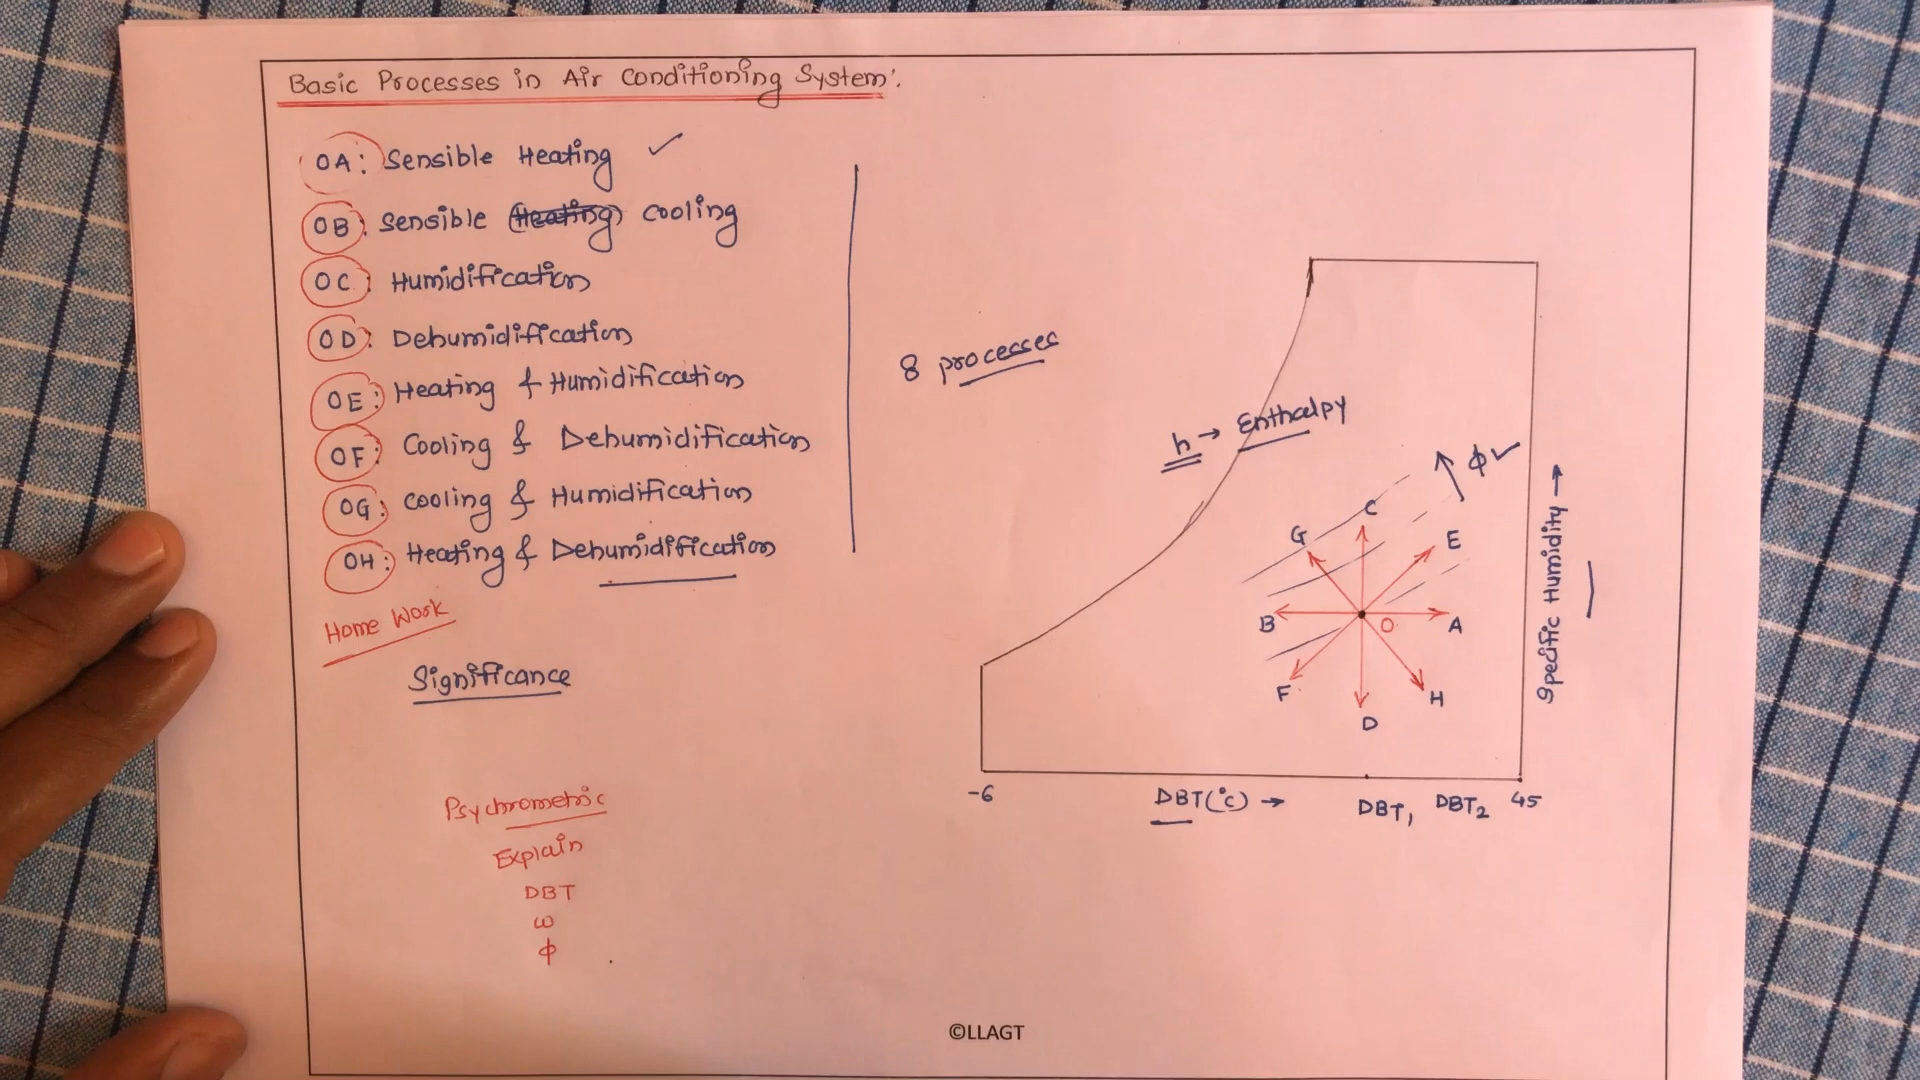 Basic Processes in Air Conditioning System:
OA: Sensible Heating ✓
OB: Sensible (Heating) Cooling
OC: Humidification
OD: Dehumidification
OE: Heating & Humidification
OF: Cooling & Dehumidification
OG: Cooling & Humidification
OH: Heating & Dehumidification
Home Work
Significance
Psychrometric
Explain
DBT
ω
ϕ
8 processes
h → Enthalpy
ϕ ✓
C
G
E
B
O
A
F
H
D
Specific Humidity →
-6
DBT(°C) →
DBT1
DBT2
45
©LLAGT